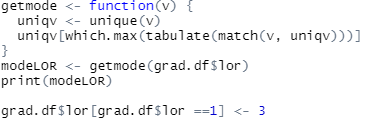 getmode <- function(v) {
  uniqv <- unique(v)
  uniqv[which.max(tabulate(match(v, uniqv)))]
}
modeLOR <- getmode(grad.df$lor)
print(modeLOR)

grad.df$lor[grad.df$lor ==1] <- 3